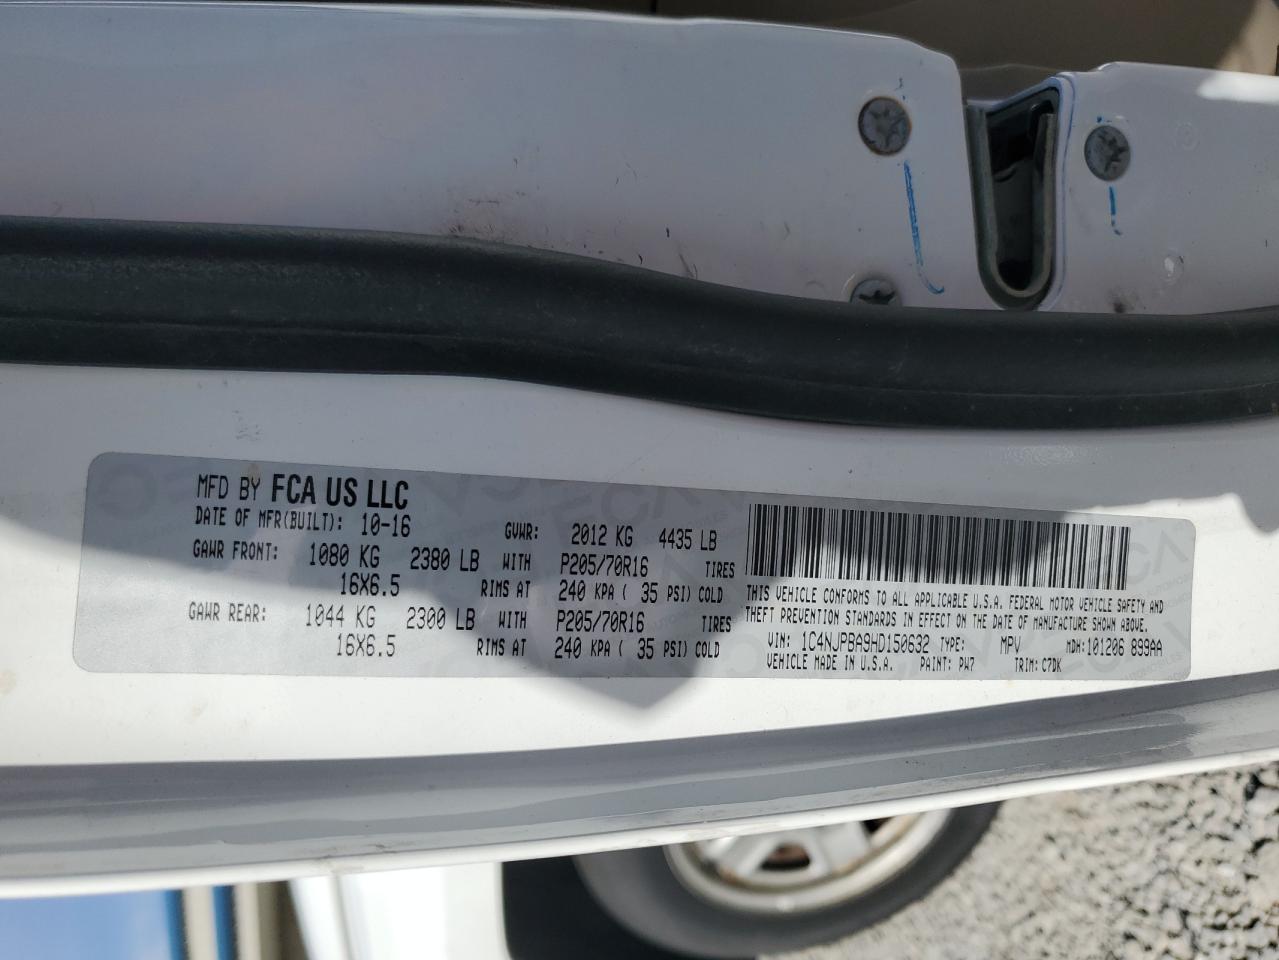 MFD BY FCA US LLC
DATE OF MFR(BUILT): 10-16 GVWR: 2012 KG 4435 LB
GAWR FRONT: 1080 KG 2380 LB WITH P205/70R16 TIRES
16X6.5 RIMS AT 240 KPA ( 35 PSI) COLD
GAWR REAR: 1044 KG 2300 LB WITH P205/70R16 TIRES
16X6.5 RIMS AT 240 KPA ( 35 PSI) COLD
THIS VEHICLE CONFORMS TO ALL APPLICABLE U.S.A. FEDERAL MOTOR VEHICLE SAFETY AND
THEFT PREVENTION STANDARDS IN EFFECT ON THE DATE OF MANUFACTURE SHOWN ABOVE.
VIN: 1C4NJPBA9HD150632 TYPE: MPV MDH:101206 899AA
VEHICLE MADE IN U.S.A. PAINT: PW7 TRIM: C7DK